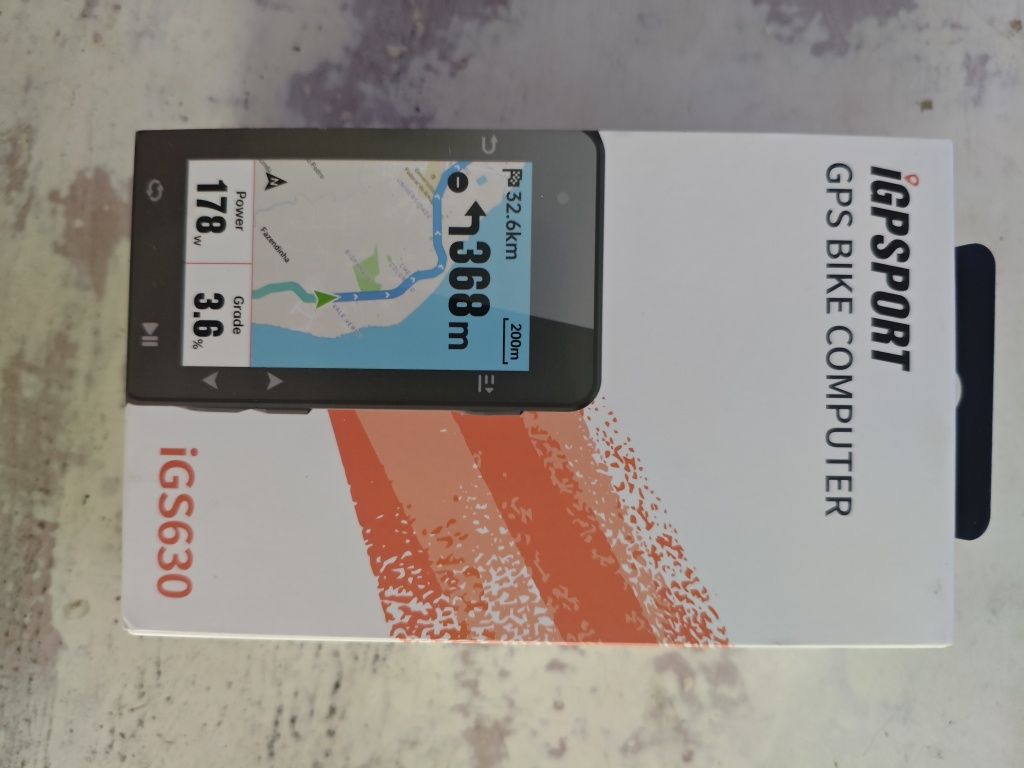 iGPSPORT
GPS BIKE COMPUTER
32.6km
200m
368m
Fazendinha
N
Power
Grade
178w
3.6%
iGS630